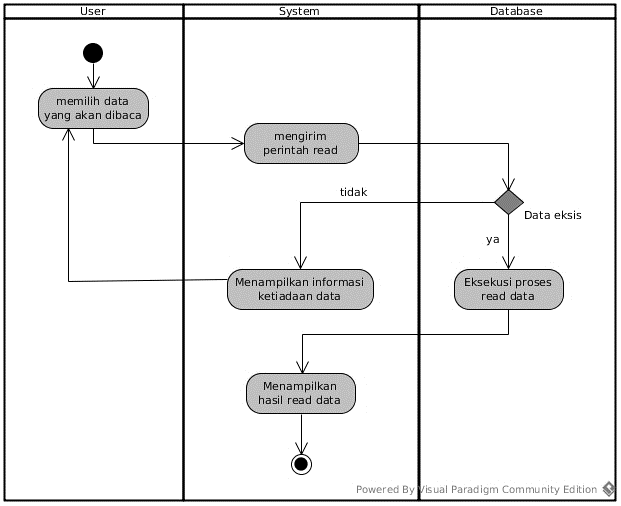 User
System
Database
memilih data
yang akan dibaca
mengirim
perintah read
tidak
Data eksis
ya
Menampilkan informasi
ketiadaan data
Eksekusi proses
read data
Menampilkan
hasil read data
Powered By Visual Paradigm Community Edition